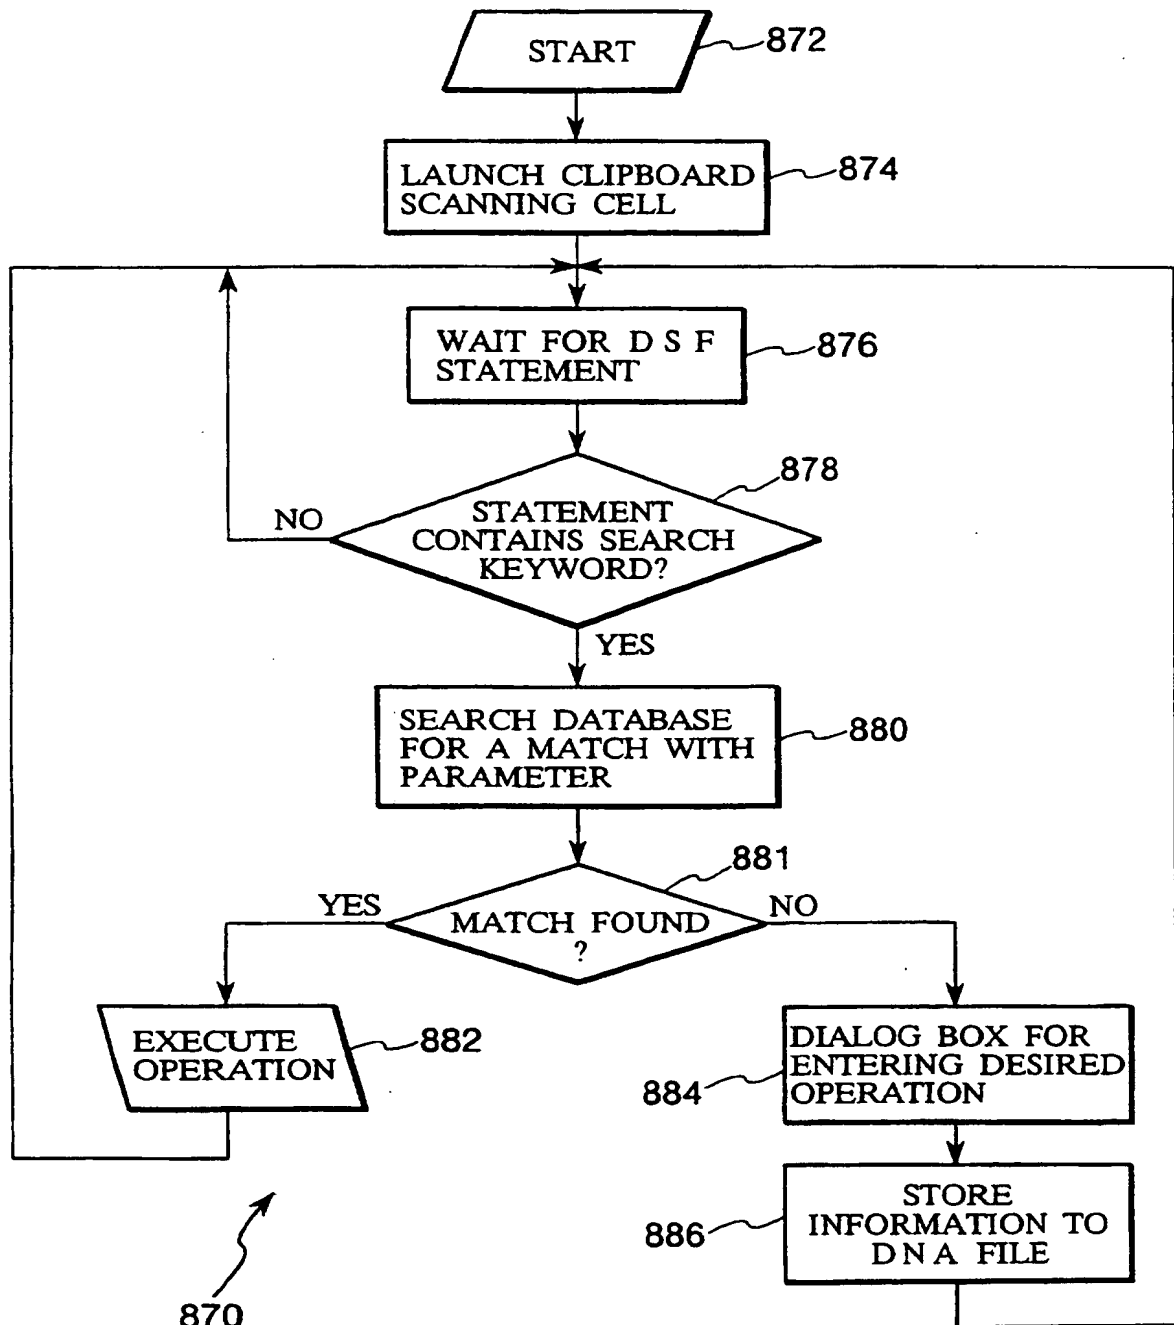 START
872
LAUNCH CLIPBOARD
SCANNING CELL
874
WAIT FOR D S F
STATEMENT
876
878
STATEMENT
CONTAINS SEARCH
KEYWORD?
NO
YES
SEARCH DATABASE
FOR A MATCH WITH
PARAMETER
880
881
YES
MATCH FOUND
?
NO
EXECUTE
OPERATION
882
DIALOG BOX FOR
ENTERING DESIRED
OPERATION
884
STORE
INFORMATION TO
DNA FILE
886
870